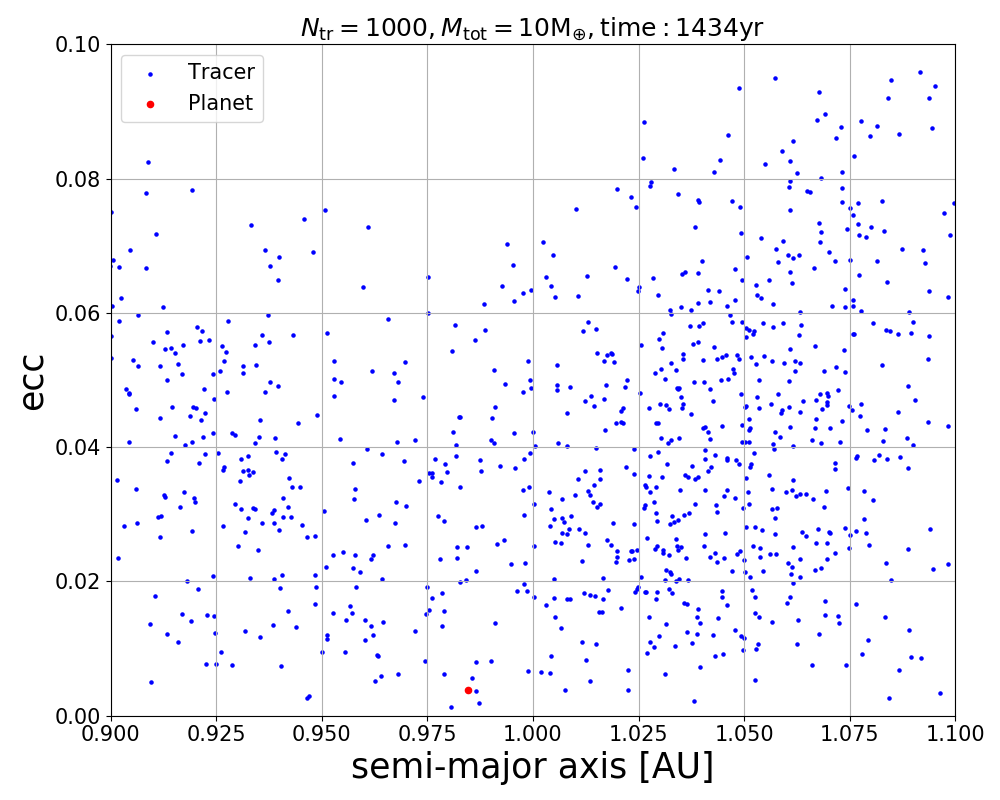 N_tr = 1000, M_tot = 10M_⊕, time : 1434yr
Tracer
Planet
0.10
0.08
0.06
0.04
0.02
0.00
ecc
0.900 0.925 0.950 0.975 1.000 1.025 1.050 1.075 1.100
semi-major axis [AU]